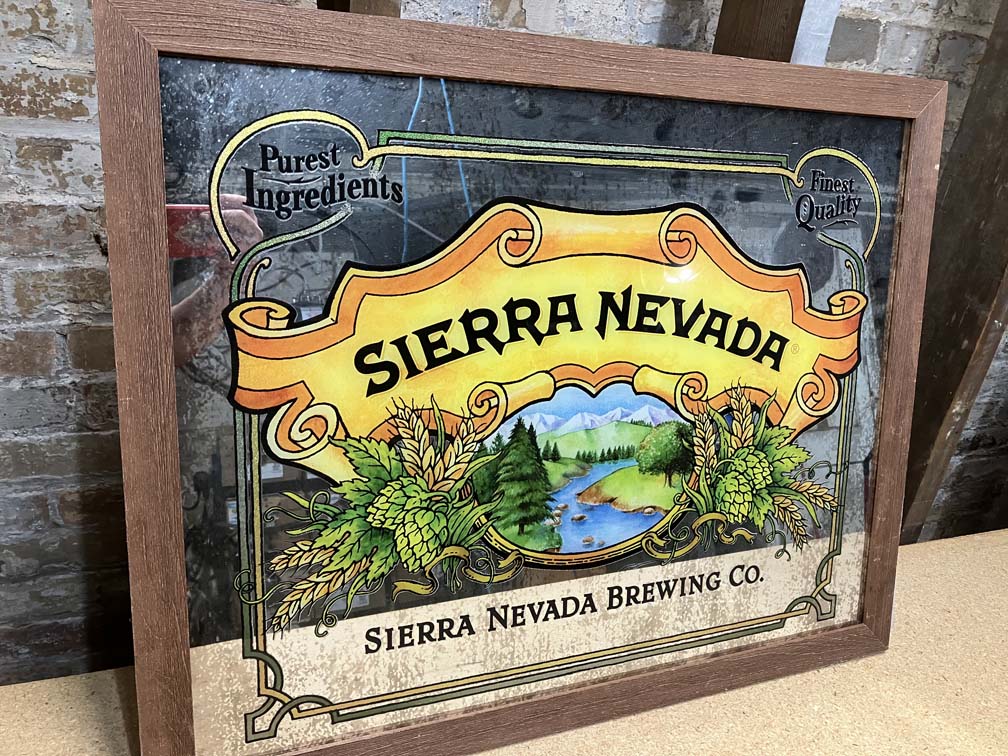 Purest
Ingredients
Finest
Quality
SIERRA NEVADA®
SIERRA NEVADA BREWING CO.